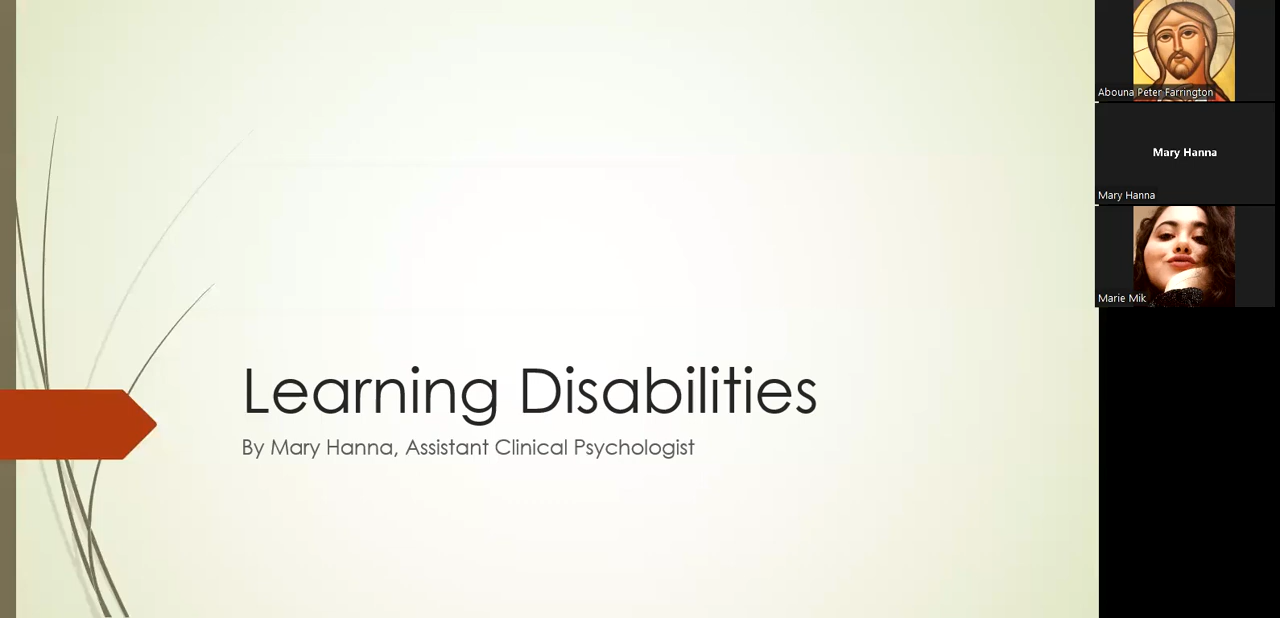 Learning Disabilities
By Mary Hanna, Assistant Clinical Psychologist
Abouna Peter Farrington
Mary Hanna
Mary Hanna
Marie Mik